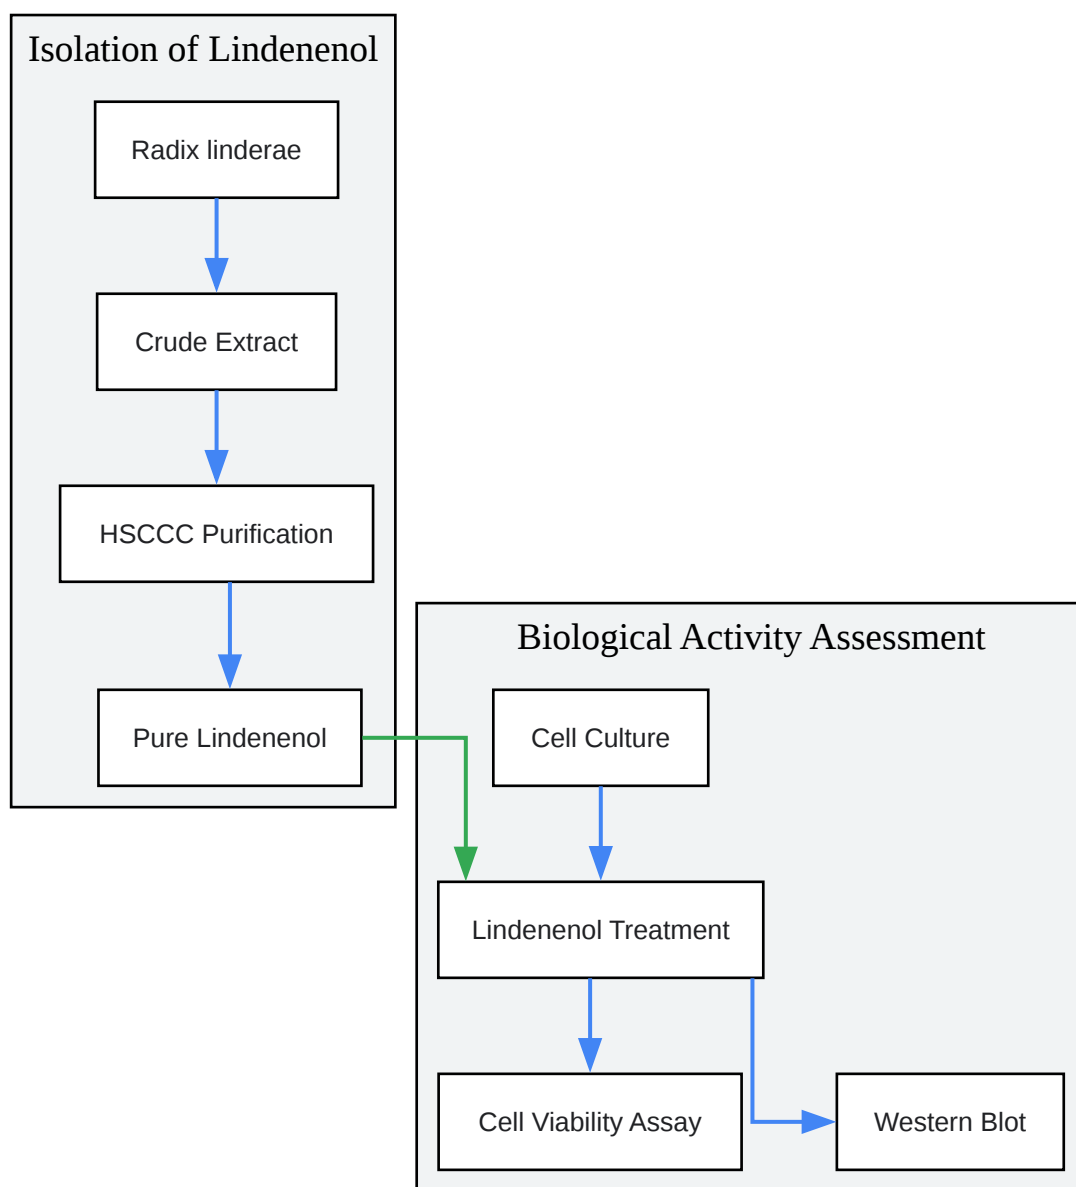 Isolation of Lindenenol
Radix linderae
Crude Extract
HSCCC Purification
Pure Lindenenol
Biological Activity Assessment
Cell Culture
Lindenenol Treatment
Cell Viability Assay
Western Blot